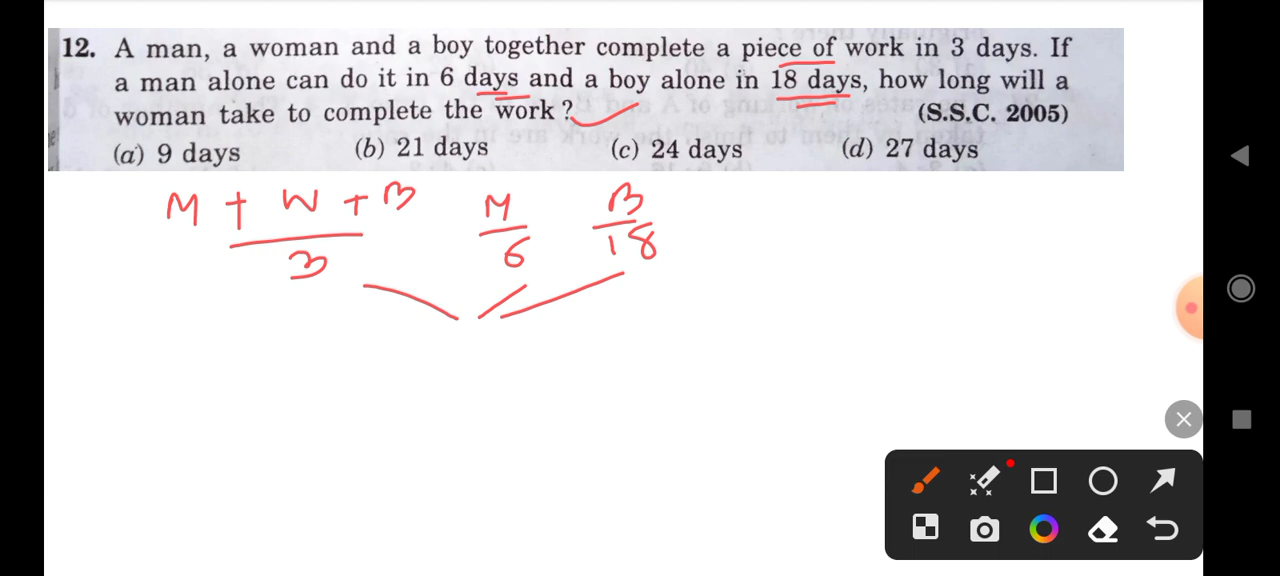 12. A man, a woman and a boy together complete a piece of work in 3 days. If
a man alone can do it in 6 days and a boy alone in 18 days, how long will a
woman take to complete the work?
(S.S.C. 2005)
(a) 9 days (b) 21 days (c) 24 days (d) 27 days
M + W + B M B
3 6 18